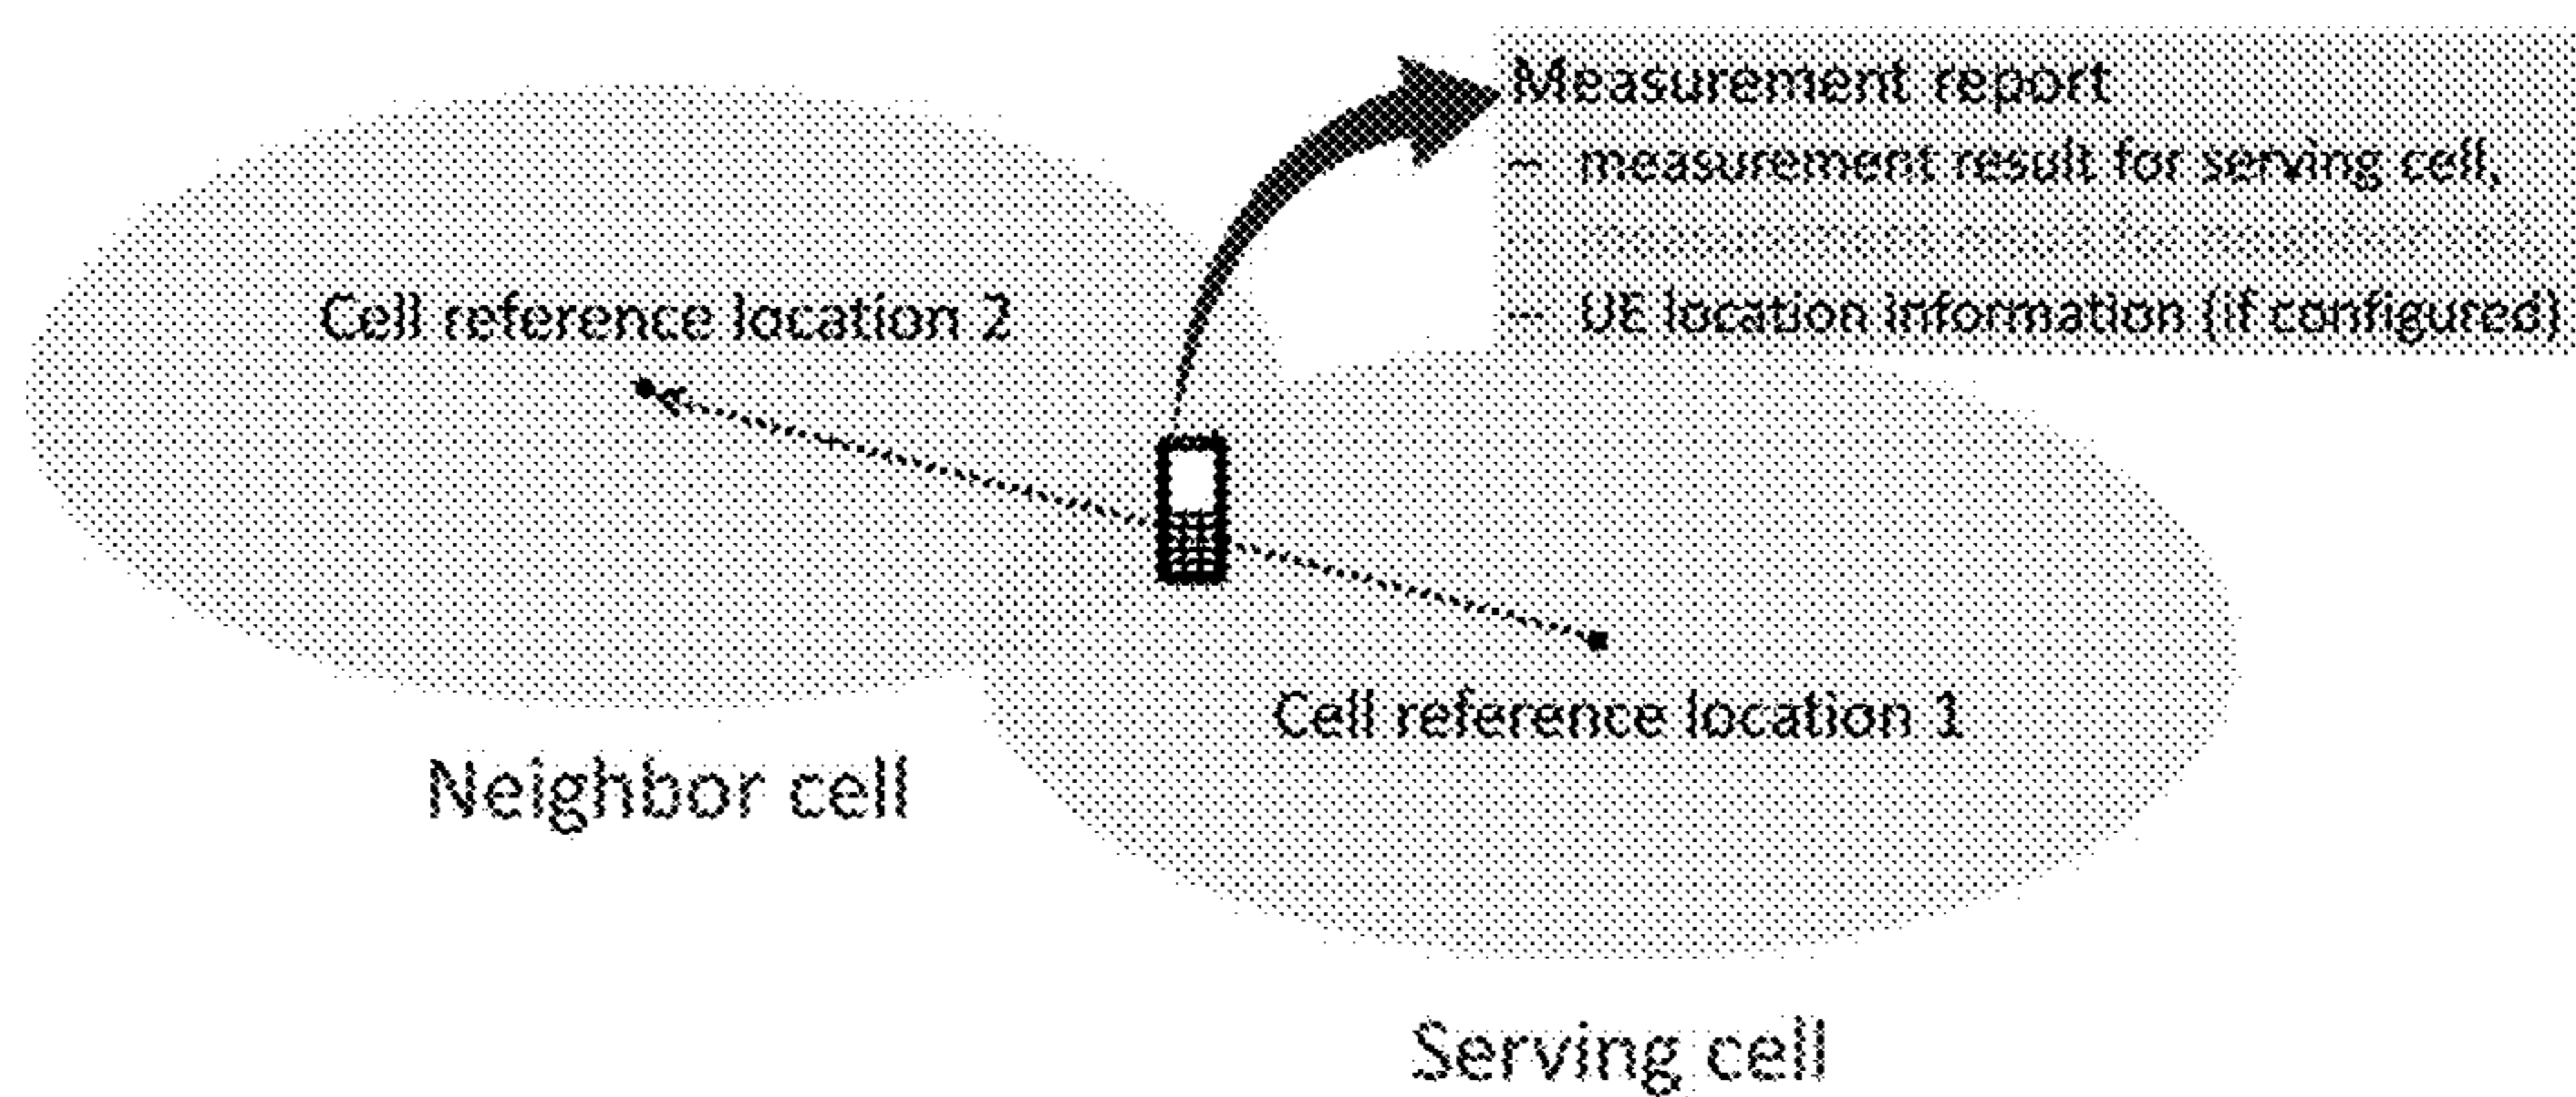 Measurement report
– measurement result for serving cell,
– UE location information (if configured)
Cell reference location 2
Cell reference location 1
Neighbor cell
Serving cell